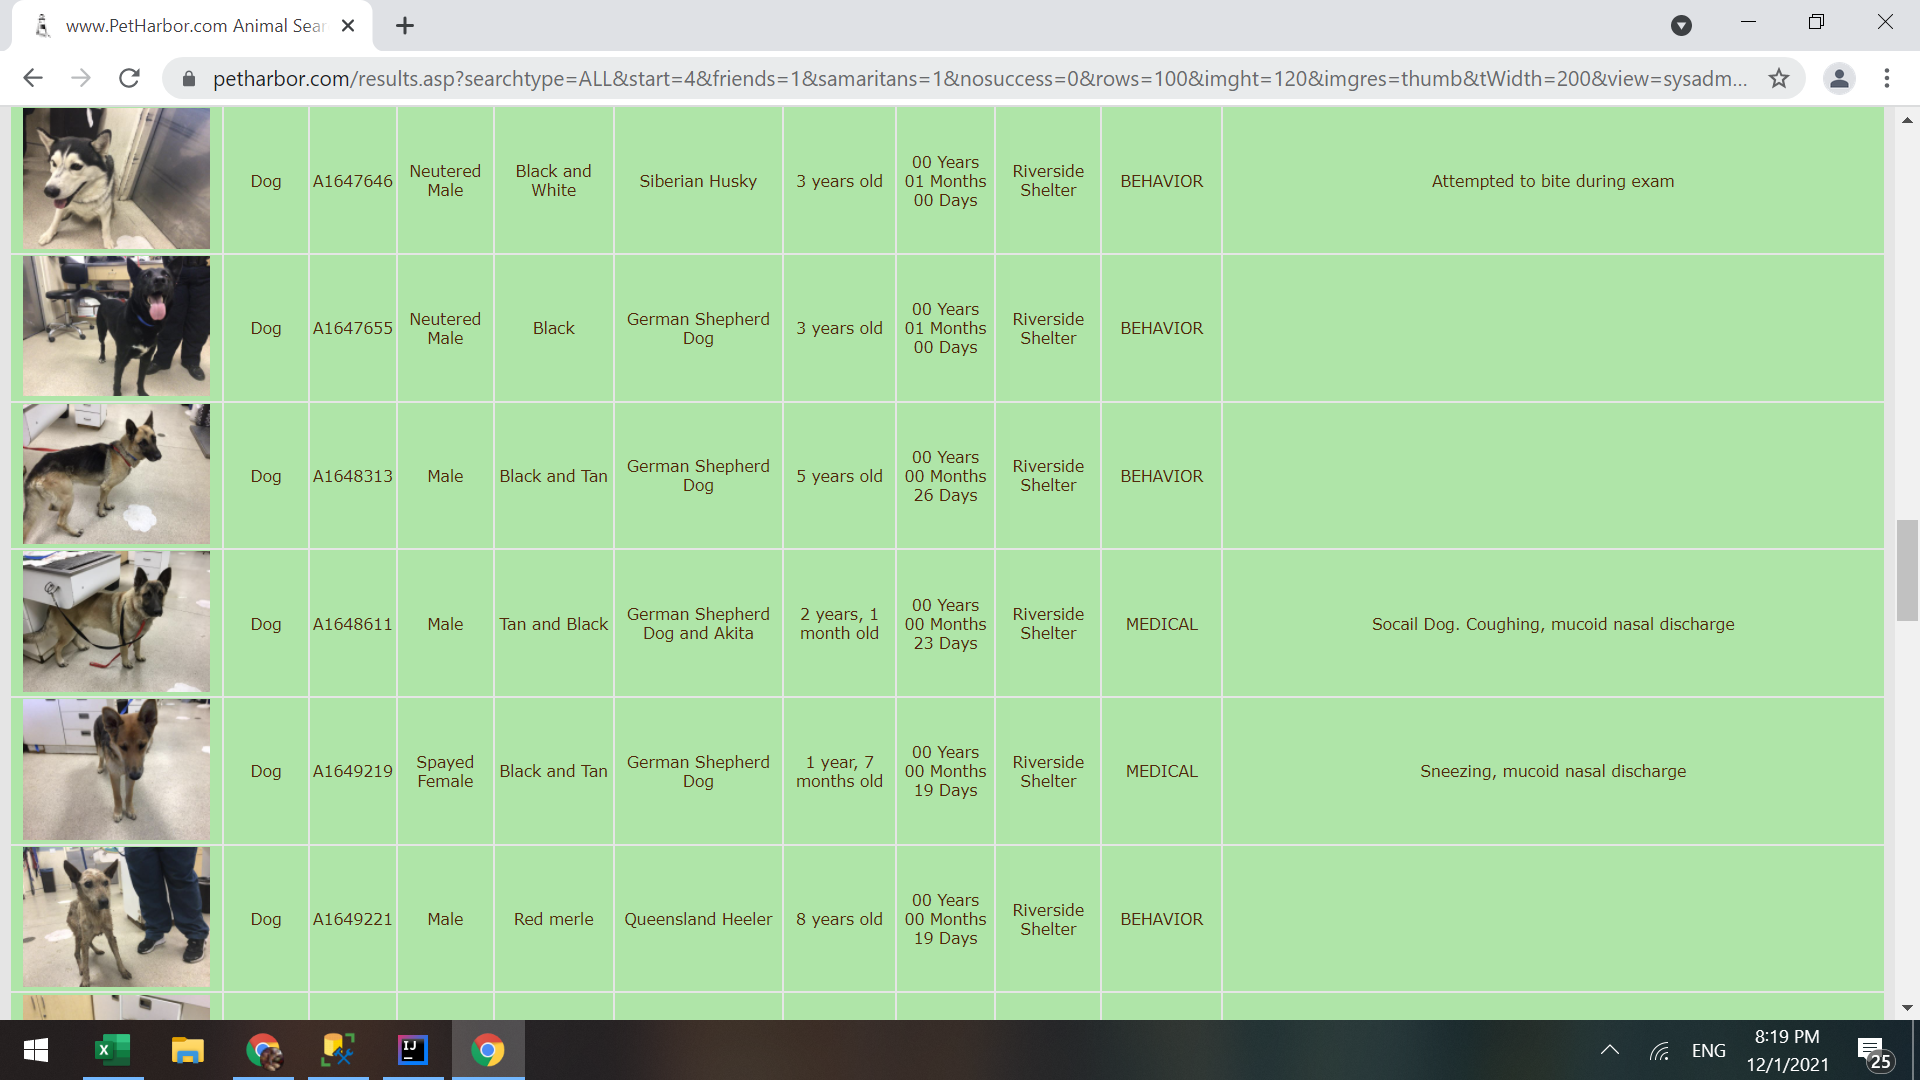 www.PetHarbor.com Animal Sear
petharbor.com/results.asp?searchtype=ALL&start=4&friends=1&samaritans=1&nosuccess=0&rows=100&imght=120&imgres=thumb&tWidth=200&view=sysadm...
Dog
A1647646
Neutered
Male
Black and
White
Siberian Husky
3 years old
00 Years
01 Months
00 Days
Riverside
Shelter
BEHAVIOR
Attempted to bite during exam
Dog
A1647655
Neutered
Male
Black
German Shepherd
Dog
3 years old
00 Years
01 Months
00 Days
Riverside
Shelter
BEHAVIOR
Dog
A1648313
Male
Black and Tan
German Shepherd
Dog
5 years old
00 Years
00 Months
26 Days
Riverside
Shelter
BEHAVIOR
Dog
A1648611
Male
Tan and Black
German Shepherd
Dog and Akita
2 years, 1
month old
00 Years
00 Months
23 Days
Riverside
Shelter
MEDICAL
Socail Dog. Coughing, mucoid nasal discharge
Dog
A1649219
Spayed
Female
Black and Tan
German Shepherd
Dog
1 year, 7
months old
00 Years
00 Months
19 Days
Riverside
Shelter
MEDICAL
Sneezing, mucoid nasal discharge
Dog
A1649221
Male
Red merle
Queensland Heeler
8 years old
00 Years
00 Months
19 Days
Riverside
Shelter
BEHAVIOR
X
IJ
ENG
8:19 PM
12/1/2021
25